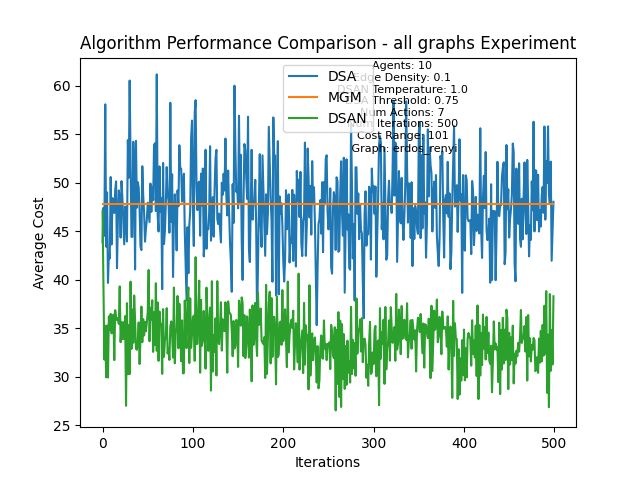 Algorithm Performance Comparison - all graphs Experiment
DSA
MGM
DSAN
Agents: 10
Edge Density: 0.1
DSAN Temperature: 1.0
Threshold: 0.75
Num Actions: 7
Iterations: 500
Cost Range: 101
Graph: erdos_renyi
Average Cost
60
55
50
45
40
35
30
25
0
100
200
300
400
500
Iterations